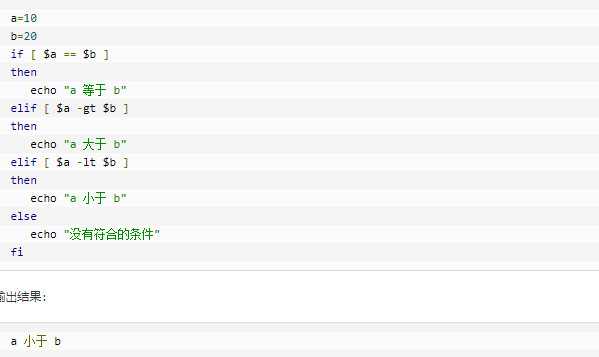 a=10
b=20
if [ $a == $b ]
then
   echo "a 等于 b"
elif [ $a -gt $b ]
then
   echo "a 大于 b"
elif [ $a -lt $b ]
then
   echo "a 小于 b"
else
   echo "没有符合的条件"
fi
输出结果:
a 小于 b